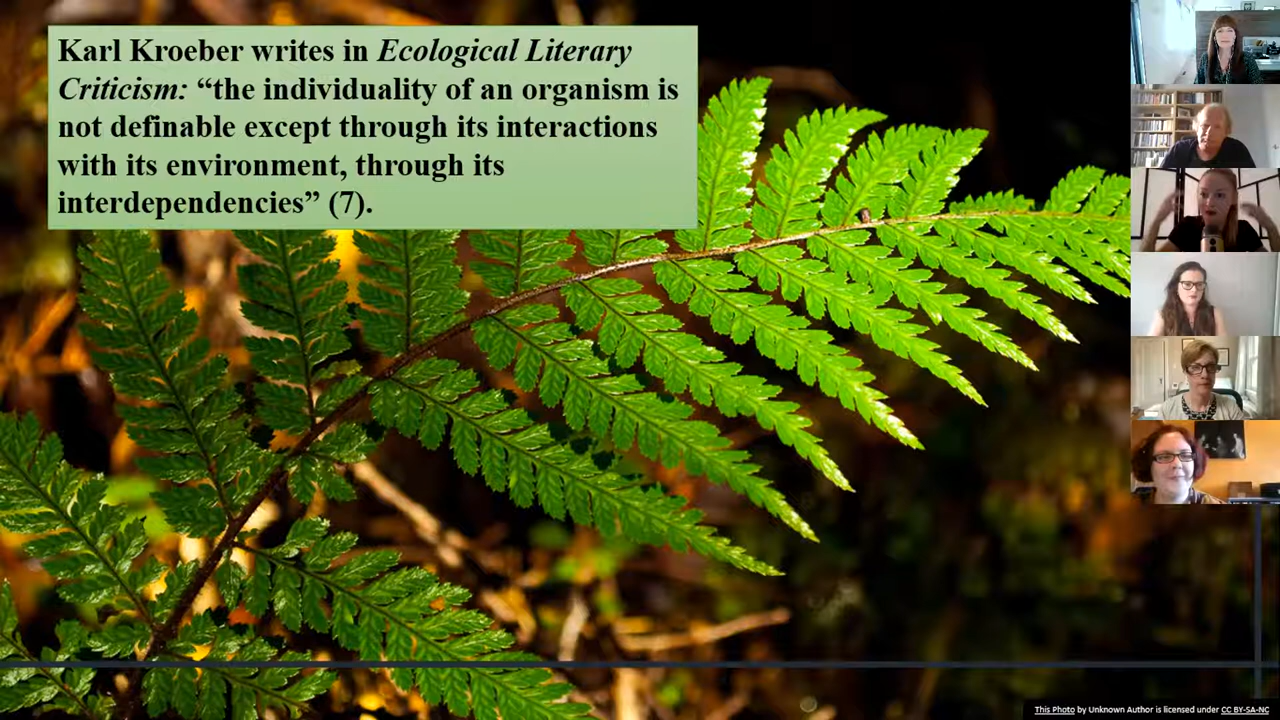 Karl Kroeber writes in Ecological Literary
Criticism: “the individuality of an organism is
not definable except through its interactions
with its environment, through its
interdependencies” (7).
This Photo by Unknown Author is licensed under CC BY-SA-NC